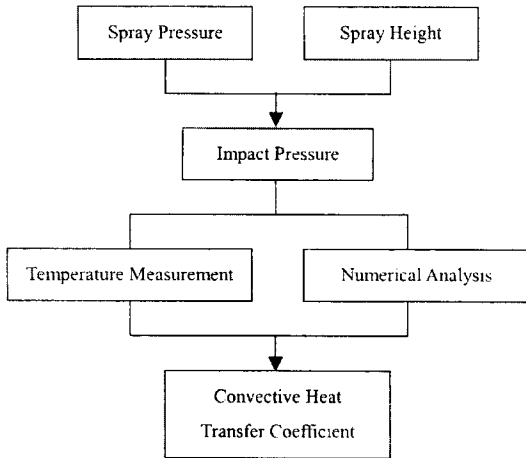 Spray Pressure
Spray Height
Impact Pressure
Temperature Measurement
Numerical Analysis
Convective Heat
Transfer Coefficient